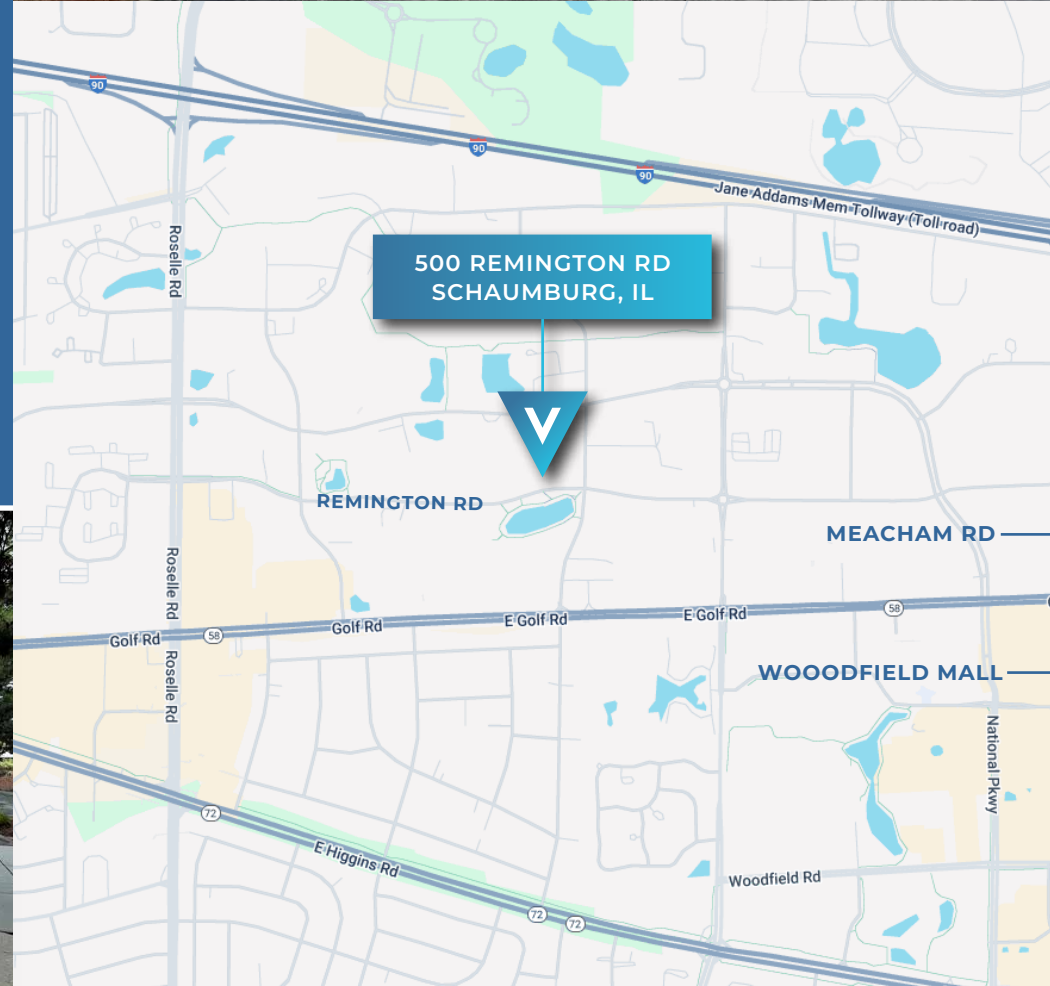 90
90
90
Jane Addams Mem Tollway (Toll road)
Roselle Rd
500 REMINGTON RD
SCHAUMBURG, IL
V
REMINGTON RD
MEACHAM RD
Roselle Rd
58
E Golf Rd
E Golf Rd
Golf Rd
58
Golf Rd
Roselle Rd
WOOODFIELD MALL
National Pkwy
72
E Higgins Rd
Woodfield Rd
72
72